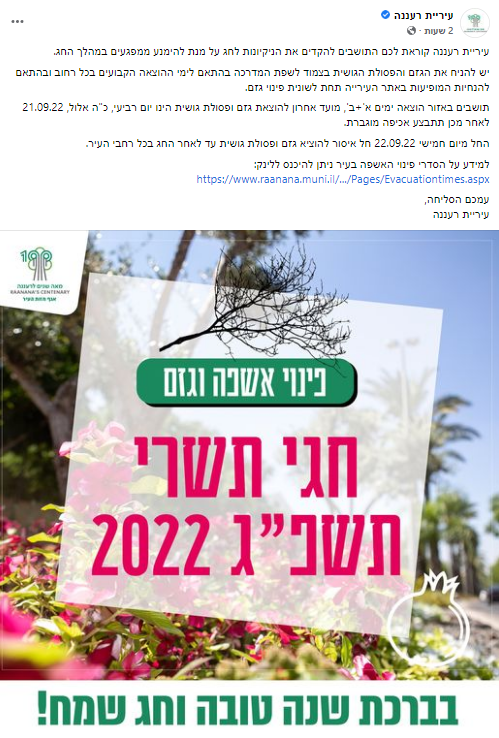 עיריית רעננה
2 שעות ·
עיריית רעננה קוראת לכם התושבים להקדים את הניקיונות לחג על מנת להימנע ממפגעים במהלך החג.
יש להניח את הגזם והפסולת הגושית בצמוד לשפת המדרכה בהתאם לימי ההוצאה הקבועים בכל רחוב ובהתאם
להנחיות המופיעות באתר העירייה תחת לשונית פינוי גזם.
תושבים באזור הוצאה ימים א'+ב', מועד אחרון להוצאת גזם ופסולת גושית הינו יום רביעי, כ"ה אלול, 21.09.22
לאחר מכן תתבצע אכיפה מוגברת.
החל מיום חמישי 22.09.22 חל איסור להוציא גזם ופסולת גושית עד לאחר החג בכל רחבי העיר.
למידע על הסדרי פינוי האשפה בעיר ניתן להיכנס ללינק:
https://www.raanana.muni.il/.../Pages/Evacuationtimes.aspx
עמכם הסליחה,
עיריית רעננה
100
מאה שנים לרעננה
RAANANA'S CENTENARY
אגף חזות העיר
פינוי אשפה וגזם
חגי תשרי
תשפ"ג 2022
בברכת שנה טובה וחג שמח!